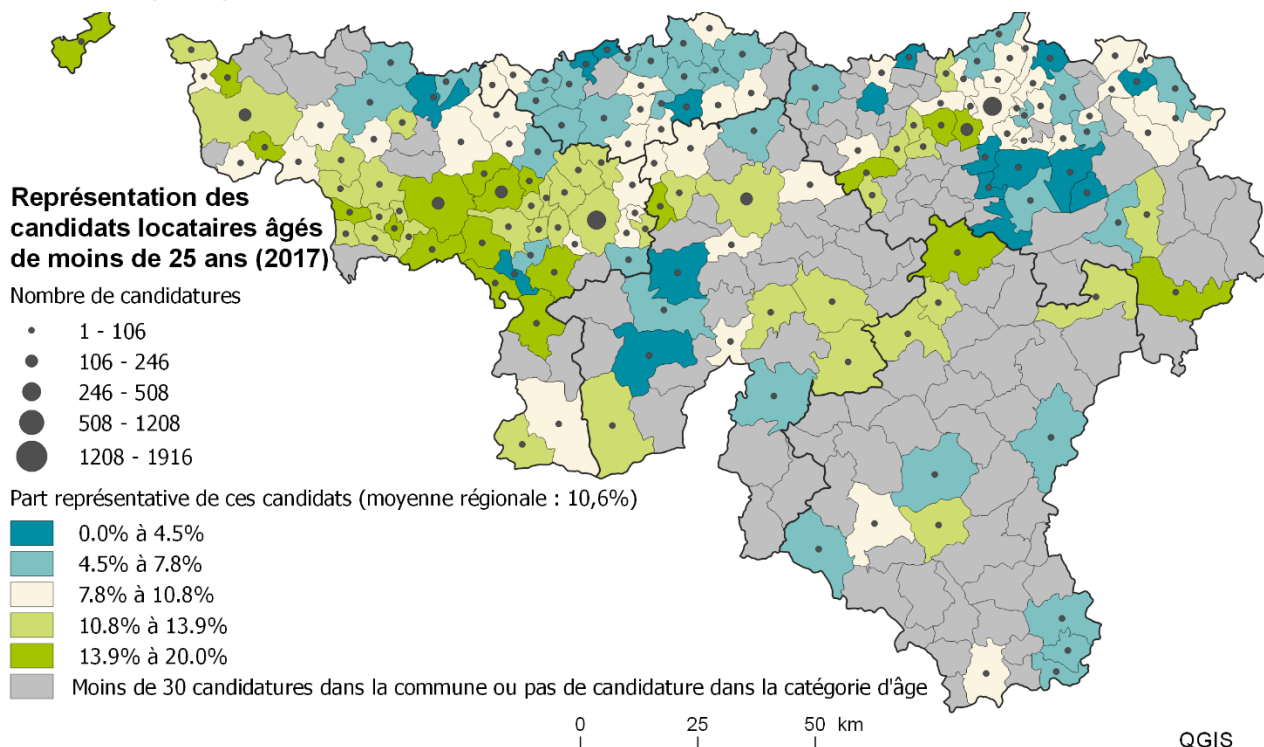 Représentation des
candidats locataires âgés
de moins de 25 ans (2017)
Nombre de candidatures
1 - 106
106 - 246
246 - 508
508 - 1208
1208 - 1916
Part représentative de ces candidats (moyenne régionale : 10,6%)
0.0% à 4.5%
4.5% à 7.8%
7.8% à 10.8%
10.8% à 13.9%
13.9% à 20.0%
Moins de 30 candidatures dans la commune ou pas de candidature dans la catégorie d'âge
0 25 50 km
QGIS